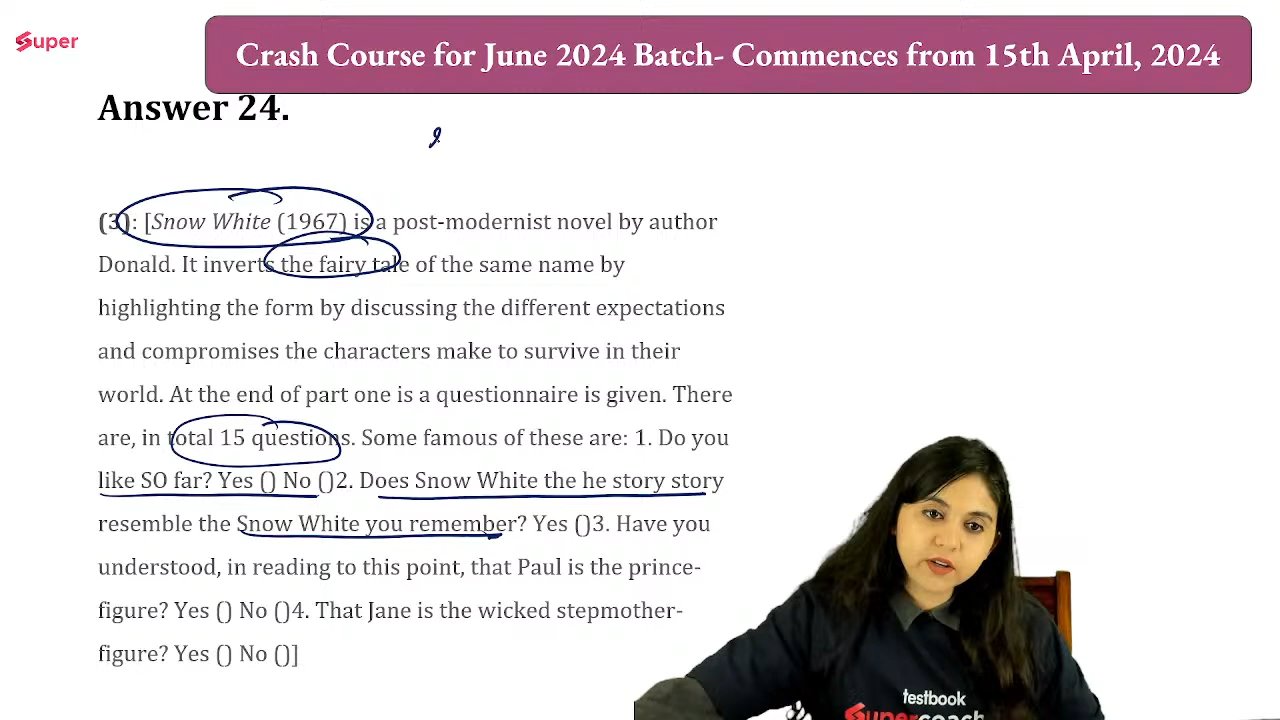 Super
Crash Course for June 2024 Batch- Commences from 15th April, 2024
Answer 24.
(3): [Snow White (1967) is a post-modernist novel by author
Donald. It inverts the fairy tale of the same name by
highlighting the form by discussing the different expectations
and compromises the characters make to survive in their
world. At the end of part one is a questionnaire is given. There
are, in total 15 questions. Some famous of these are: 1. Do you
like SO far? Yes () No ()2. Does Snow White the he story story
resemble the Snow White you remember? Yes ()3. Have you
understood, in reading to this point, that Paul is the prince-
figure? Yes () No ()4. That Jane is the wicked stepmother-
figure? Yes () No ()]
testbook
Supercoach